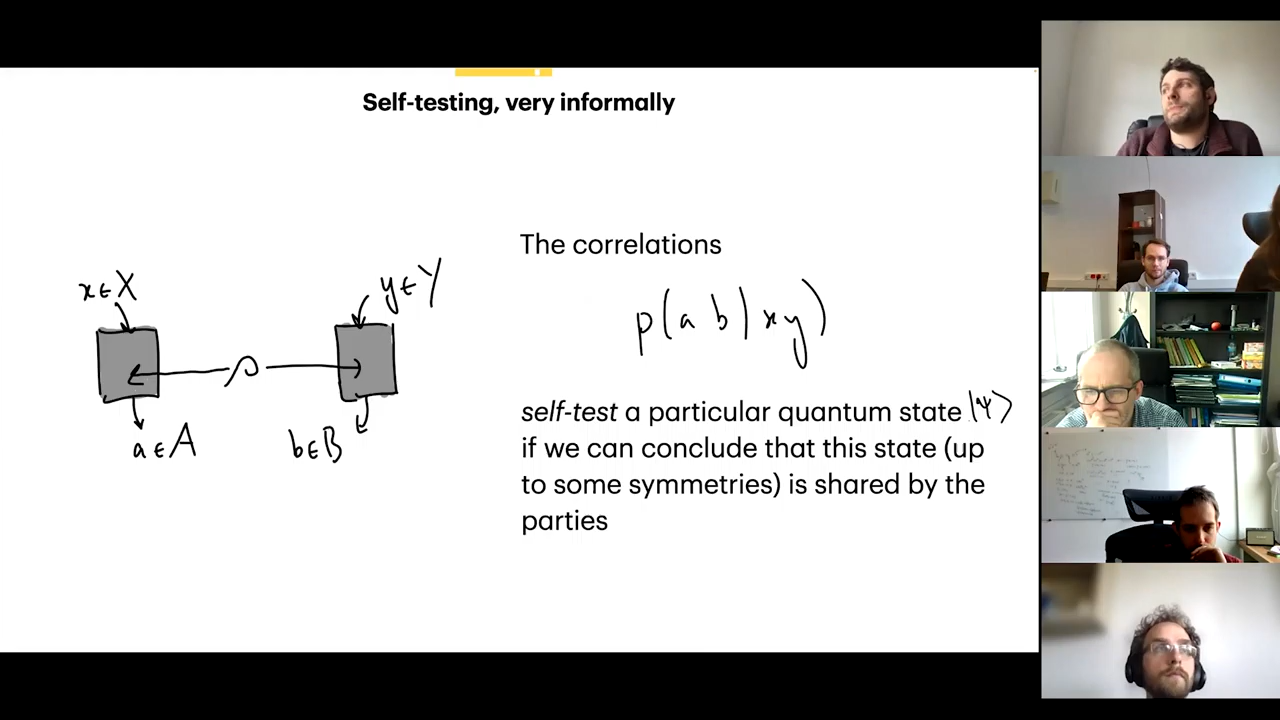 Self-testing, very informally
x∈X
y∈Y
a∈A
b∈B
The correlations
p(a b|xy)
self-test a particular quantum state |ψ⟩
if we can conclude that this state (up
to some symmetries) is shared by the
parties